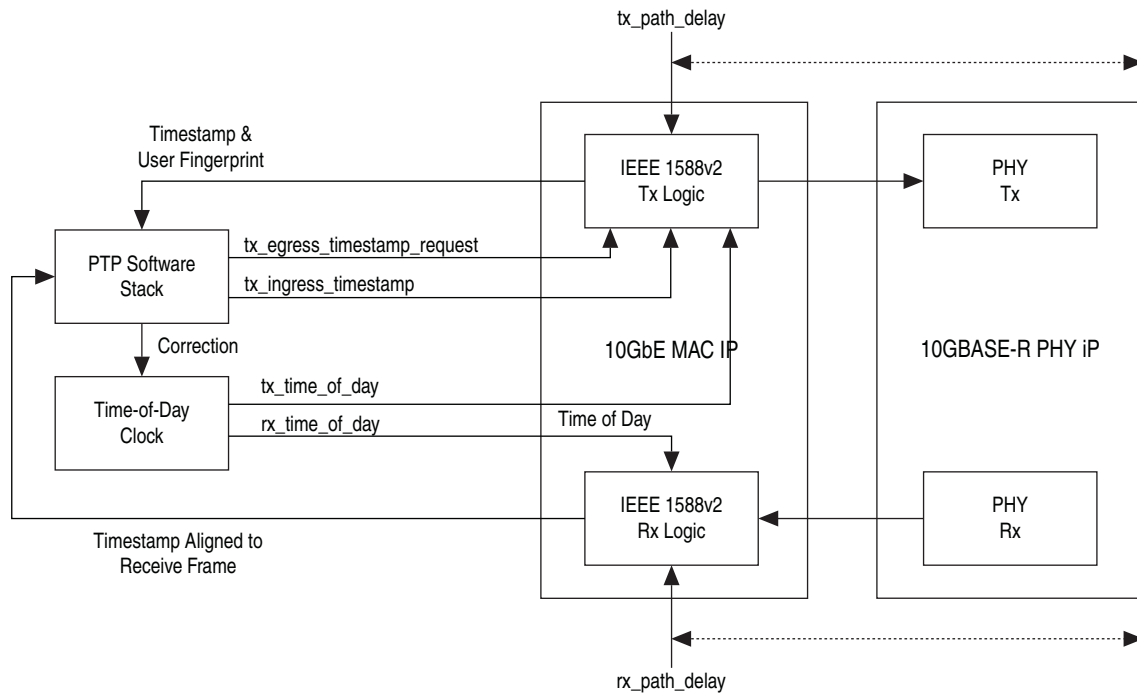 tx_path_delay
Timestamp &
User Fingerprint
IEEE 1588v2
Tx Logic
PHY
Tx
tx_egress_timestamp_request
PTP Software
Stack
tx_ingress_timestamp
Correction
10GbE MAC IP
10GBASE-R PHY iP
tx_time_of_day
Time-of-Day
Clock
rx_time_of_day
Time of Day
IEEE 1588v2
Rx Logic
PHY
Rx
Timestamp Aligned to
Receive Frame
rx_path_delay